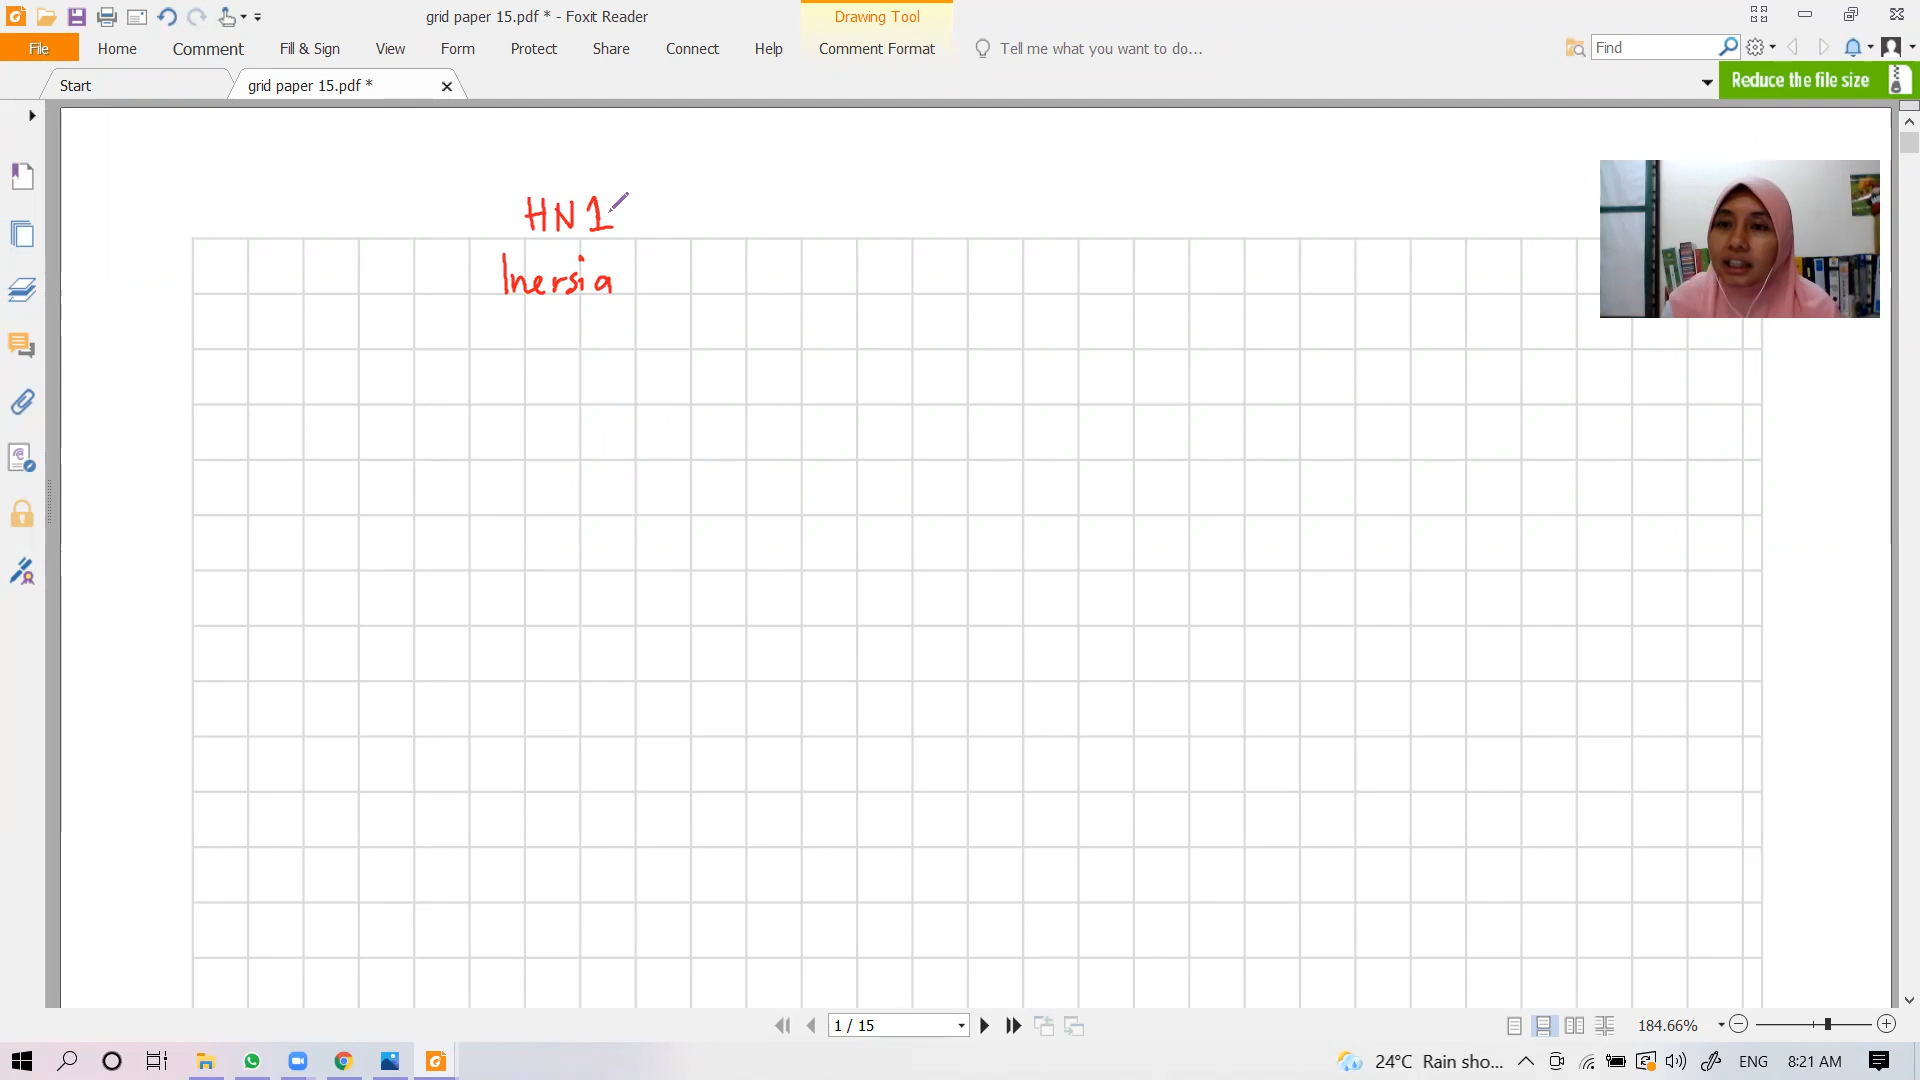 grid paper 15.pdf * - Foxit Reader
Drawing Tool
File
Home
Comment
Fill & Sign
View
Form
Protect
Share
Connect
Help
Comment Format
Tell me what you want to do...
Find
Start
grid paper 15.pdf *
Reduce the file size
HN1
Inersia
1 / 15
184.66%
24°C Rain sho...
ENG
8:21 AM